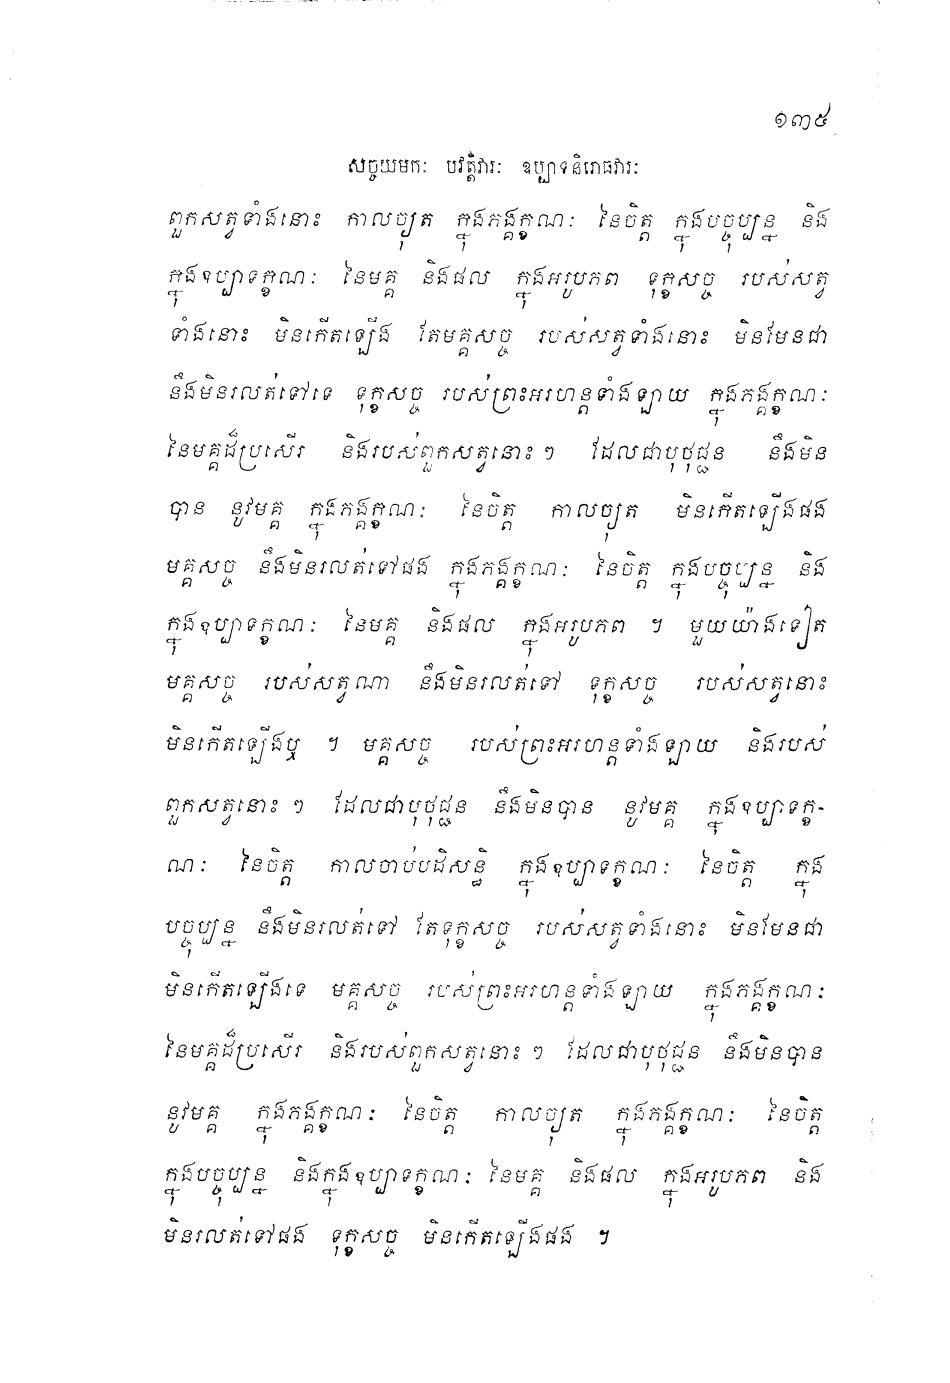 ១៣៥
សច្ចយមកៈ បវត្តិវារៈ ឧប្បាទនិរោធវារៈ
ពួកសត្វទាំងនោះ កាលច្យុត ក្នុងភង្គក្ខណៈ នៃចិត្ត ក្នុងបច្ចុប្បន្ន និង
ក្នុងឧប្បាទក្ខណៈ នៃមគ្គ និងផល ក្នុងអរូបភព ទុក្ខសច្ច របស់សត្វ
ទាំងនោះ មិនកើតឡើង តែមគ្គសច្ច របស់សត្វទាំងនោះ មិនមែនជា
នឹងមិនរលត់ទៅទេ ទុក្ខសច្ច របស់ព្រះអរហន្តទាំងឡាយ ក្នុងភង្គក្ខណៈ
នៃមគ្គដ៏ប្រសើរ និងរបស់ពួកសត្វនោះៗ ដែលជាបុថុជ្ជន នឹងមិន
បាន នូវមគ្គ ក្នុងភង្គក្ខណៈ នៃចិត្ត កាលច្យុត មិនកើតឡើងផង
មគ្គសច្ច នឹងមិនរលត់ទៅផង ក្នុងភង្គក្ខណៈ នៃចិត្ត ក្នុងបច្ចុប្បន្ន និង
ក្នុងឧប្បាទក្ខណៈ នៃមគ្គ និងផល ក្នុងអរូបភព ។ មួយយ៉ាងទៀត
មគ្គសច្ច របស់សត្វណា នឹងមិនរលត់ទៅ ទុក្ខសច្ច របស់សត្វនោះ
មិនកើតឡើងឬ ។ មគ្គសច្ច របស់ព្រះអរហន្តទាំងឡាយ និងរបស់
ពួកសត្វនោះ ៗ ដែលជាបុថុជ្ជន នឹងមិនបាន នូវមគ្គ ក្នុងឧប្បាទក្ខ-
ណៈ នៃចិត្ត កាលចាប់បដិសន្ធិ ក្នុងឧប្បាទក្ខណៈ នៃចិត្ត ក្នុង
បច្ចុប្បន្ន នឹងមិនរលត់ទៅ តែទុក្ខសច្ច របស់សត្វទាំងនោះ មិនមែនជា
មិនកើតឡើងទេ មគ្គសច្ច របស់ព្រះអរហន្តទាំងឡាយ ក្នុងភង្គក្ខណៈ
នៃមគ្គដ៏ប្រសើរ និងរបស់ពួកសត្វនោះ ៗ ដែលជាបុថុជ្ជន នឹងមិនបាន
នូវមគ្គ ក្នុងភង្គក្ខណៈ នៃចិត្ត កាលច្យុត ក្នុងភង្គក្ខណៈ នៃចិត្ត
ក្នុងបច្ចុប្បន្ន និងក្នុងឧប្បាទក្ខណៈ នៃមគ្គ និងផល ក្នុងអរូបភព និង
មិនរលត់ទៅផង ទុក្ខសច្ច មិនកើតឡើងផង ។